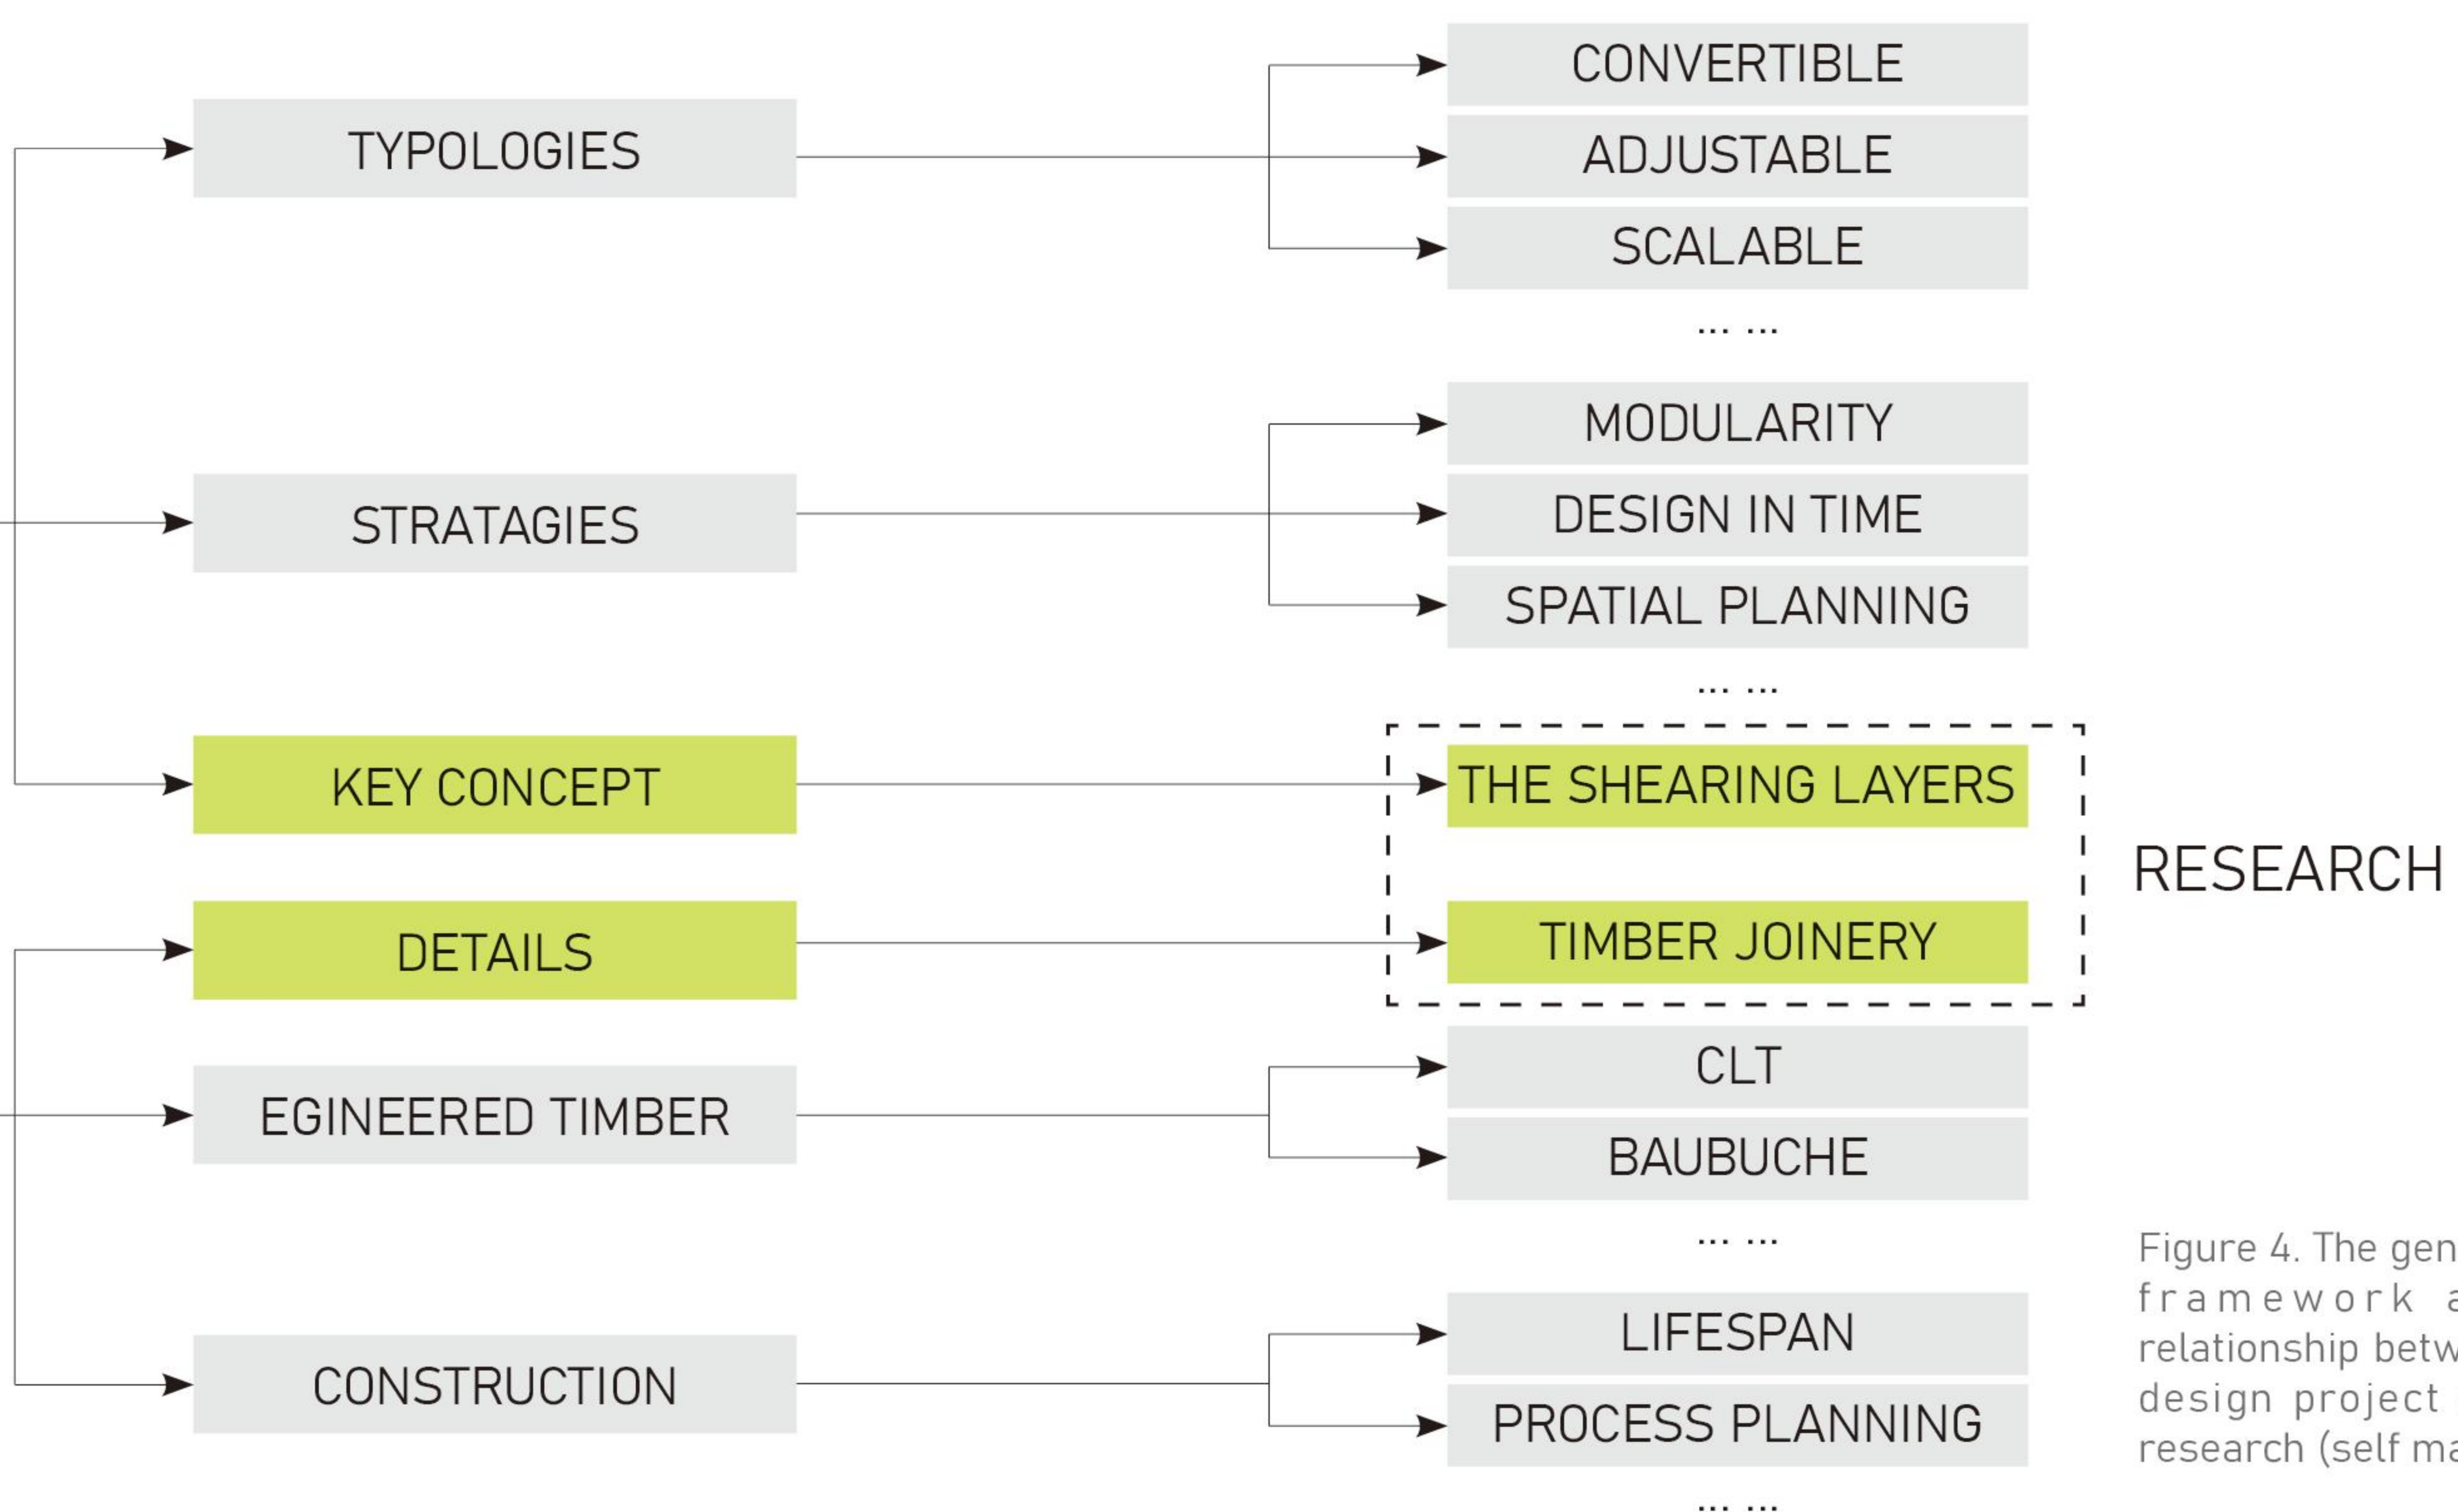 TYPOLOGIES
CONVERTIBLE
ADJUSTABLE
SCALABLE
... ...
STRATAGIES
MODULARITY
DESIGN IN TIME
SPATIAL PLANNING
... ...
KEY CONCEPT
THE SHEARING LAYERS
RESEARCH
DETAILS
TIMBER JOINERY
EGINEERED TIMBER
CLT
BAUBUCHE
... ...
CONSTRUCTION
LIFESPAN
PROCESS PLANNING
... ...
Figure 4. The gen
framework a
relationship betw
design project
research (self ma